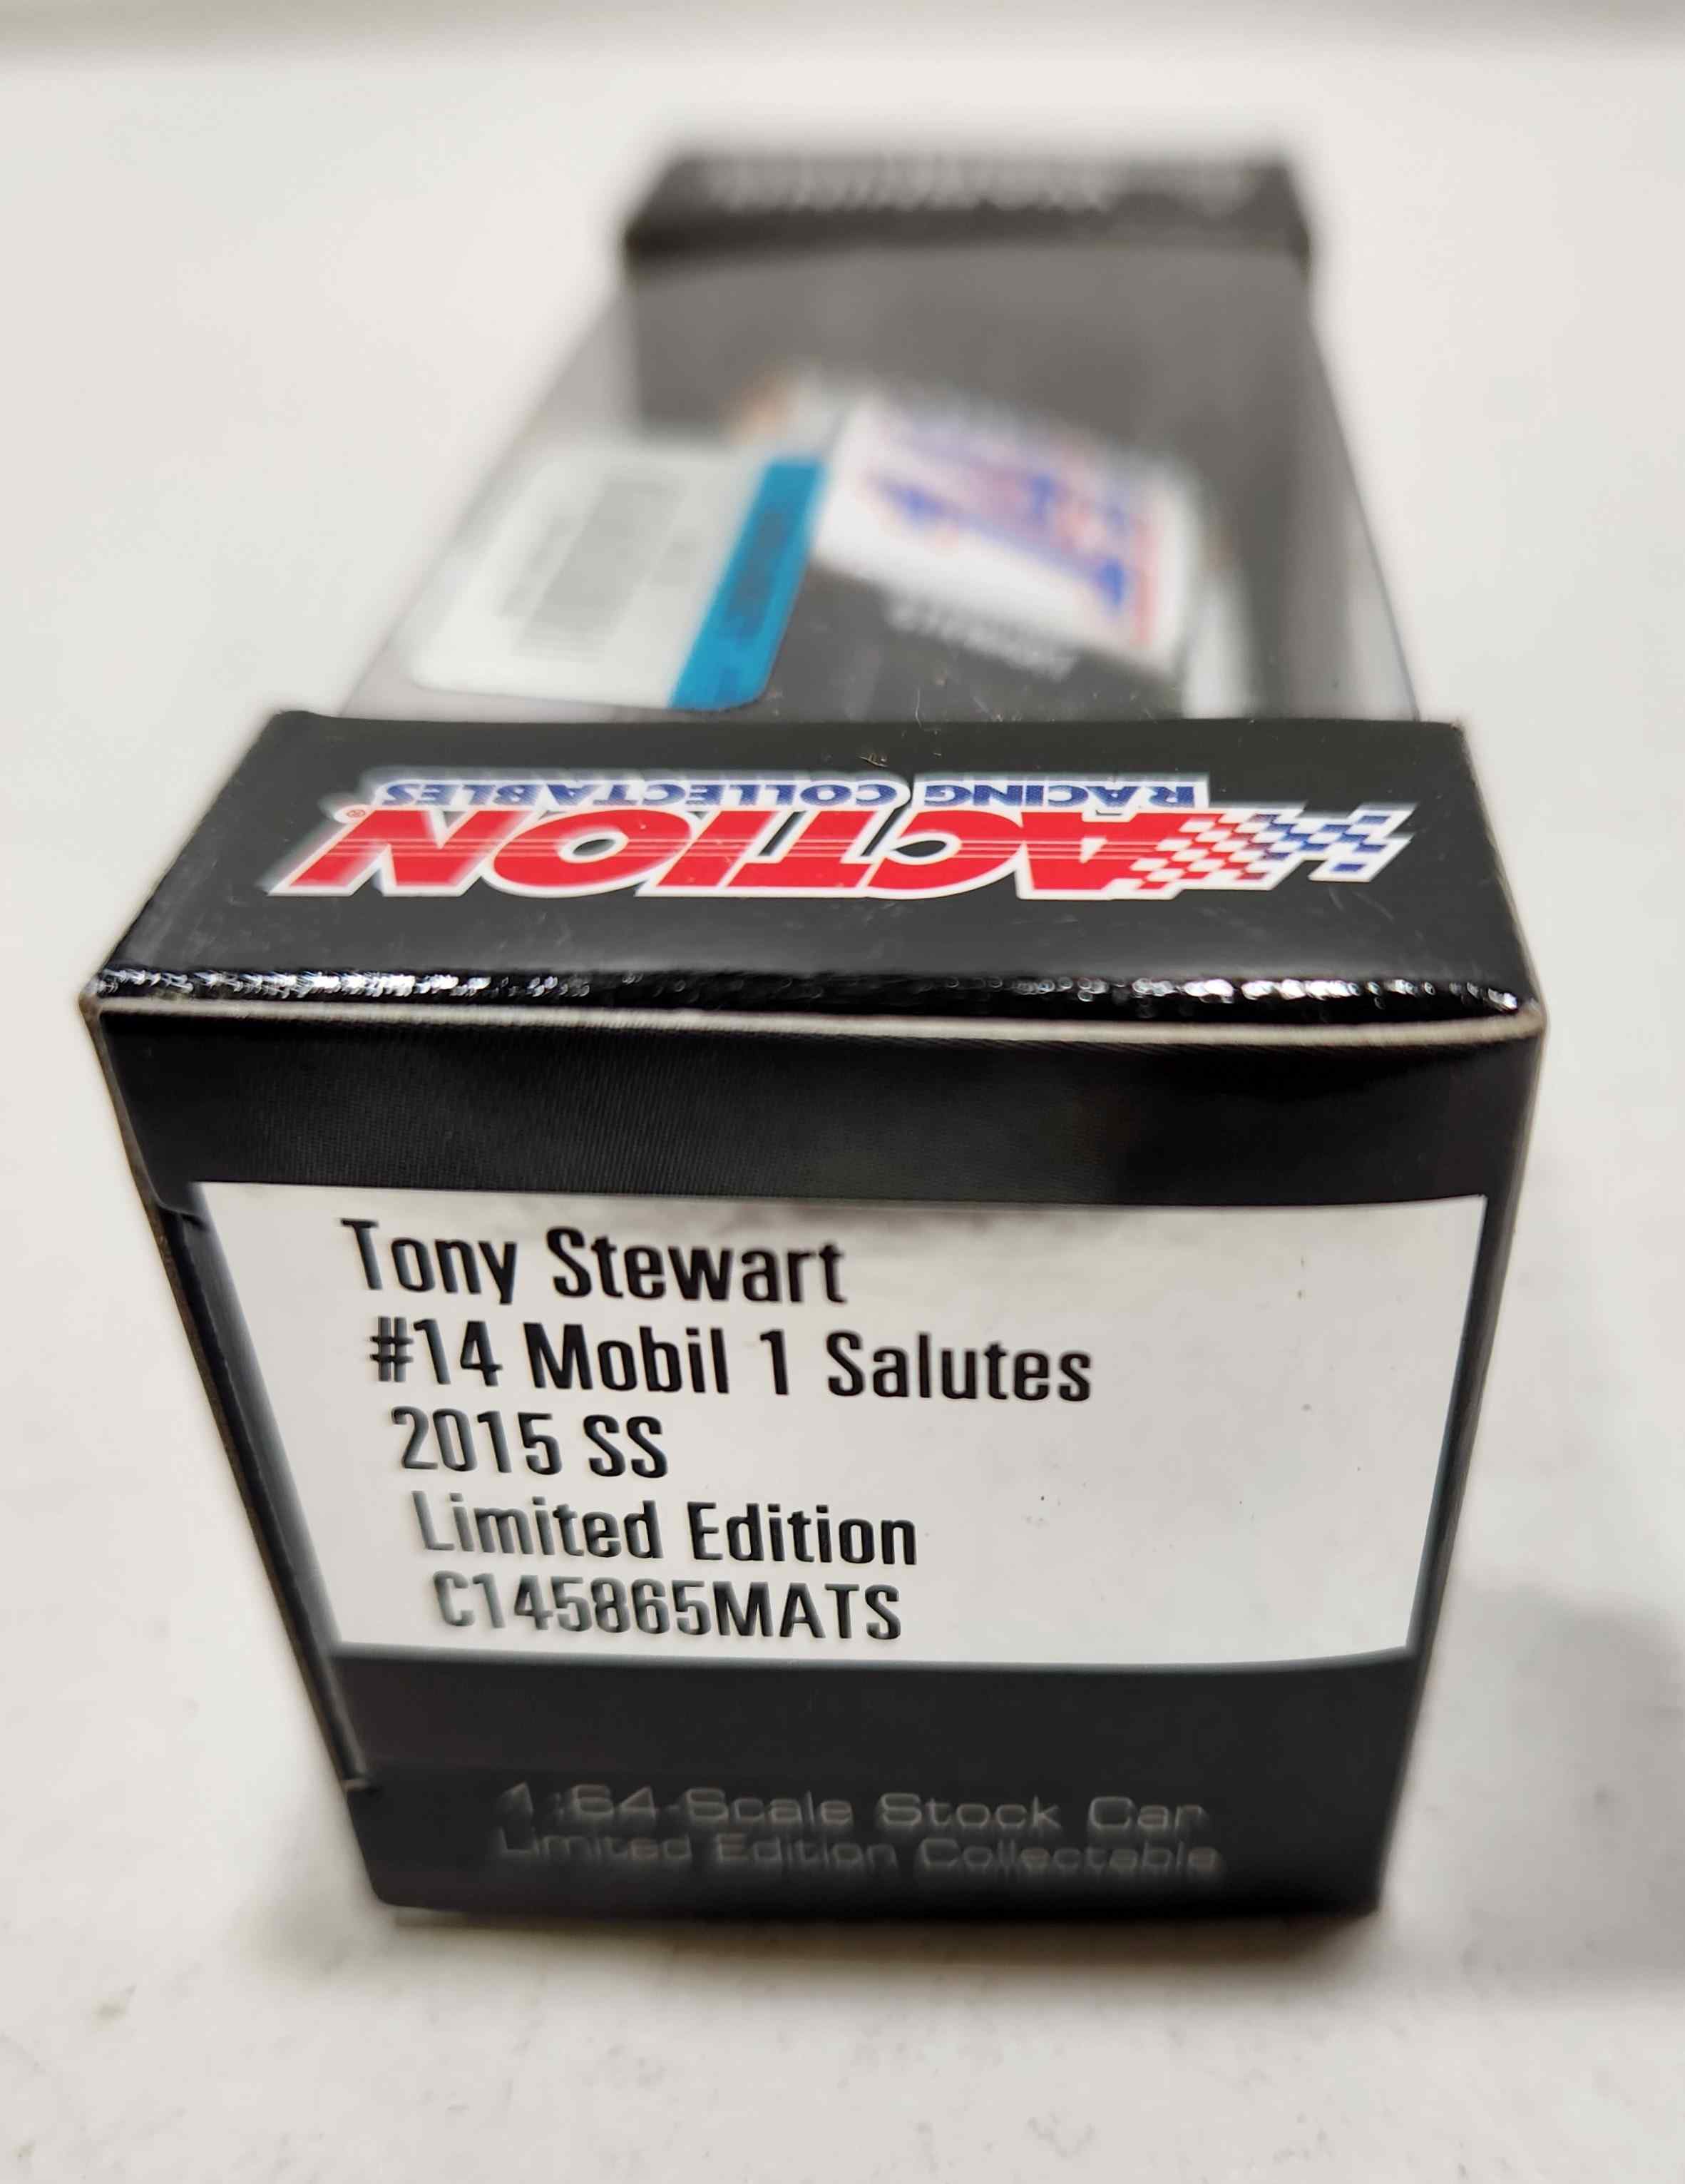 ACTION®
RACING COLLECTABLES
Tony Stewart
#14 Mobil 1 Salutes
2015 SS
Limited Edition
C145865MATS
1:64-Scale Stock Car
Limited Edition Collectable